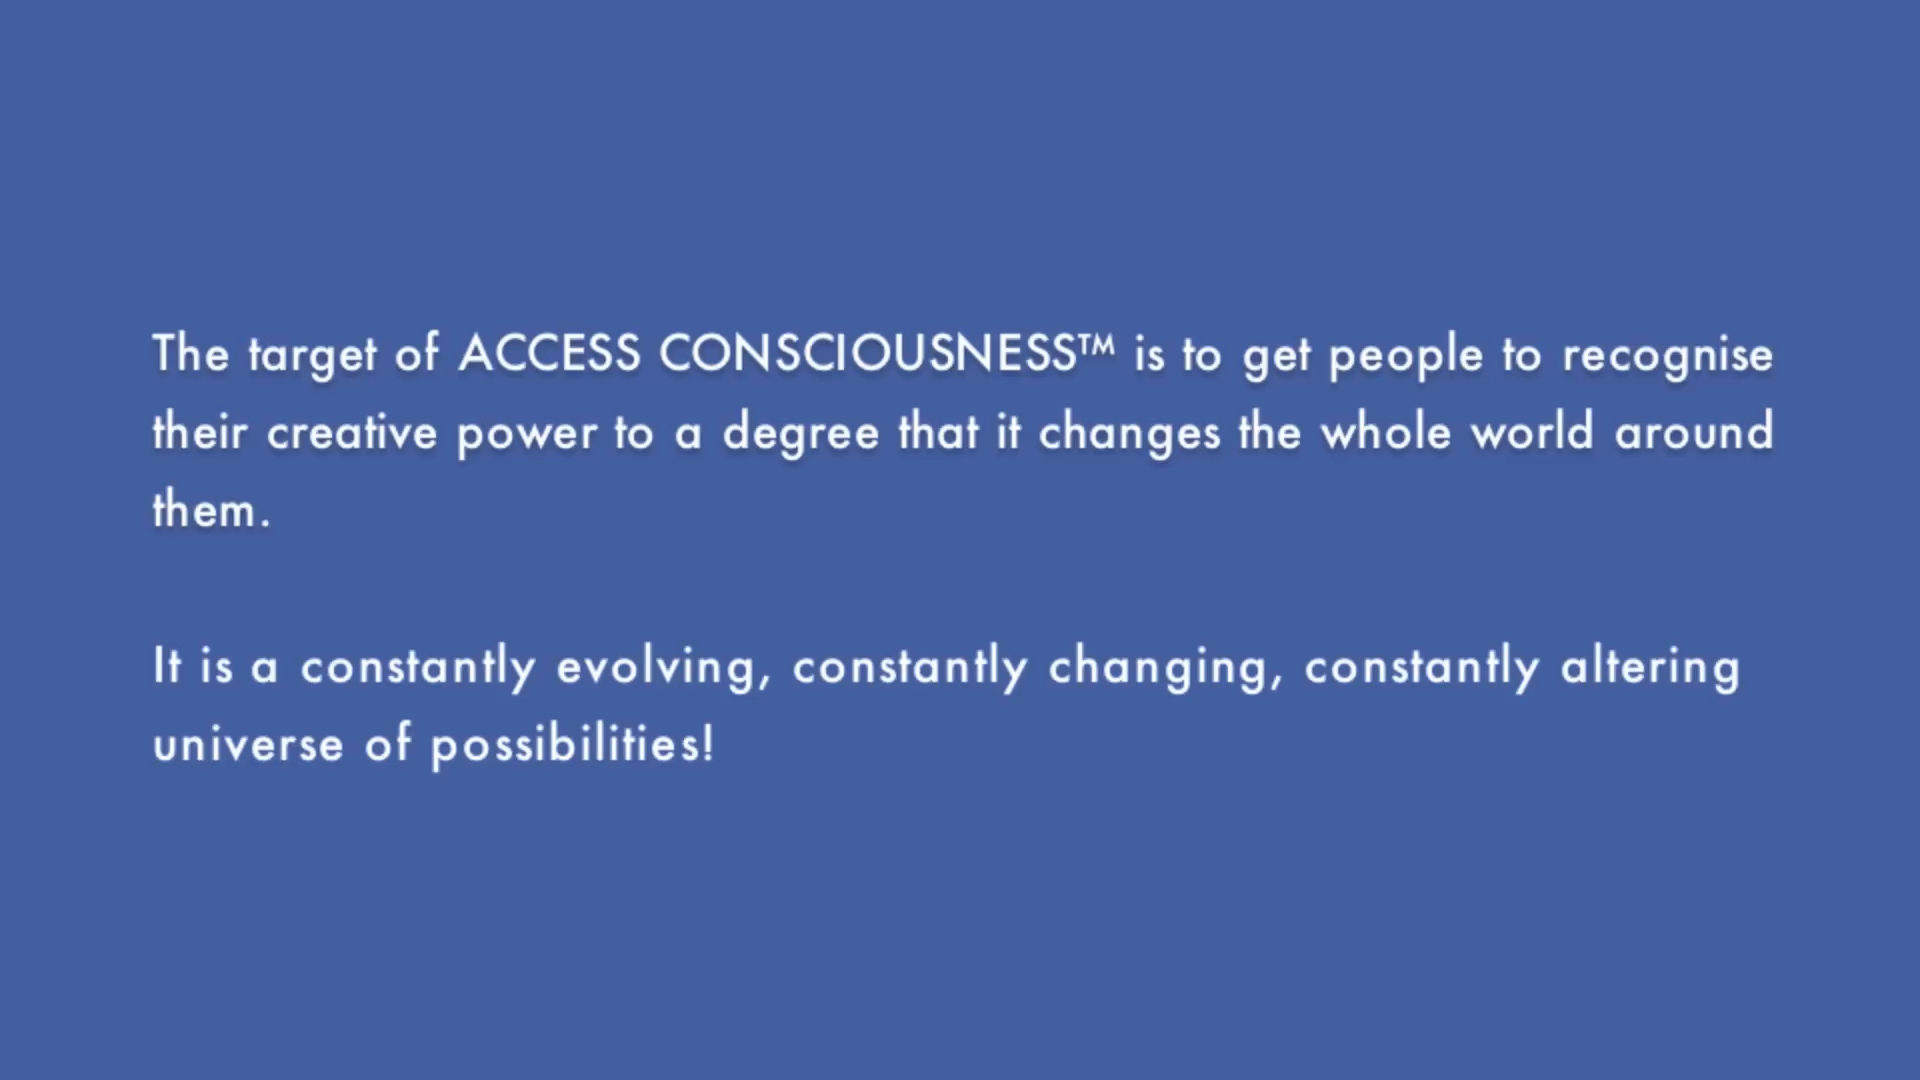 The target of ACCESS CONSCIOUSNESS™ is to get people to recognise
their creative power to a degree that it changes the whole world around
them.
It is a constantly evolving, constantly changing, constantly altering
universe of possibilities!